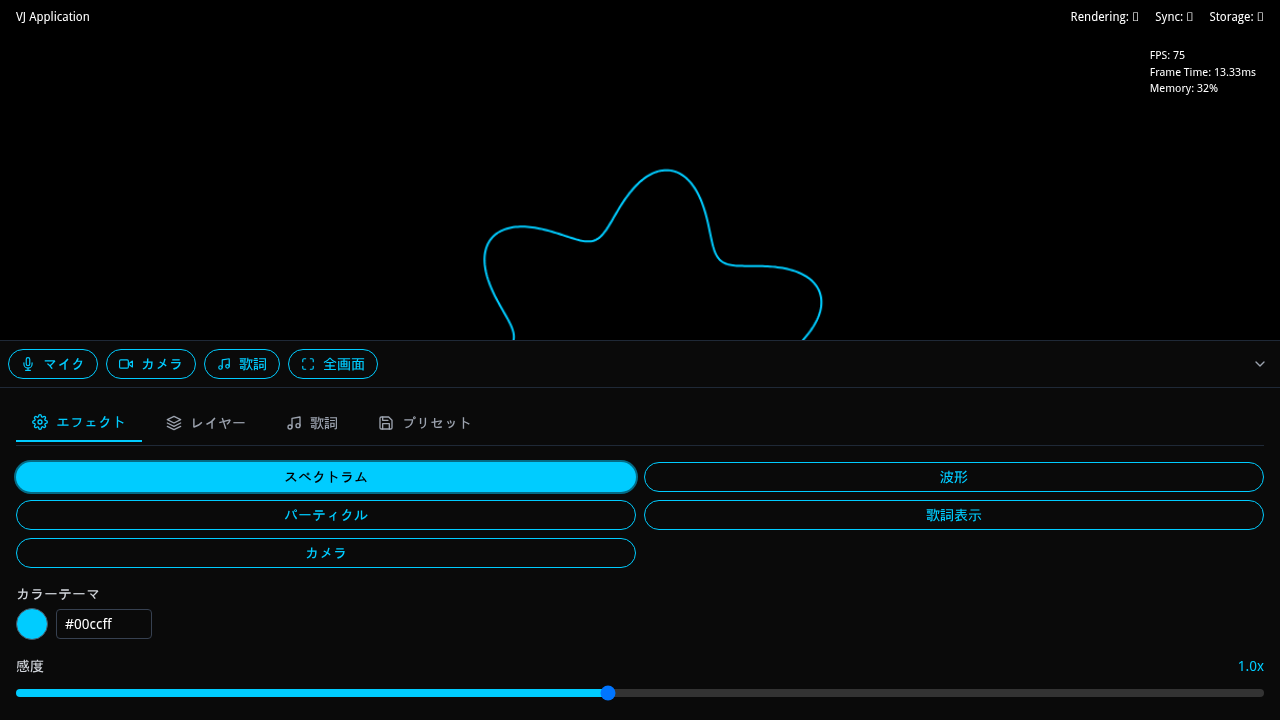 VJ Application
Rendering: Sync: Storage:
FPS: 75
Frame Time: 13.33ms
Memory: 32%
マイク カメラ 歌詞 全画面
エフェクト レイヤー 歌詞 プリセット
スペクトラム 波形
パーティクル 歌詞表示
カメラ
カラーテーマ
#00ccff
感度 1.0x